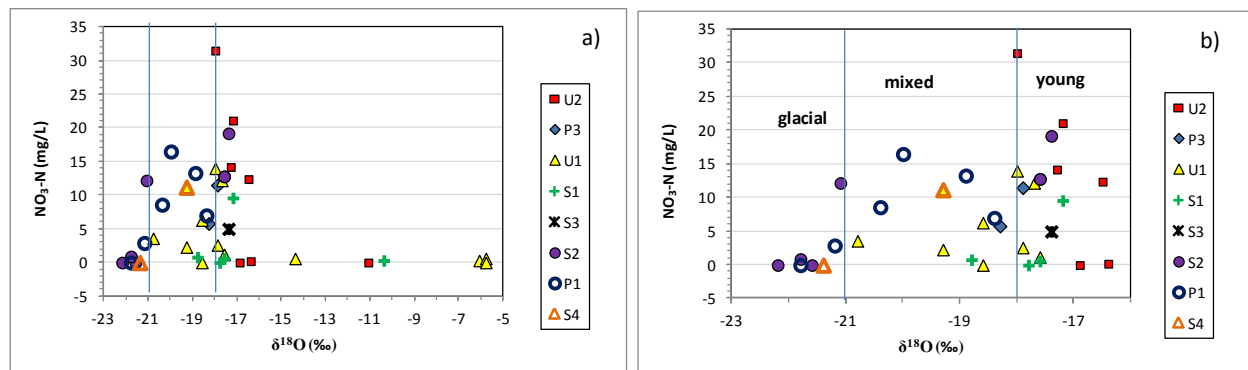 a)
NO3-N (mg/L)
35
30
25
20
15
10
5
0
-5
-23 -21 -19 -17 -15 -13 -11 -9 -7 -5
δ18O (‰)
U2
P3
U1
S1
S3
S2
P1
S4
b)
NO3-N (mg/L)
35
30
25
20
15
10
5
0
-5
glacial
mixed
young
-23 -21 -19 -17
δ18O (‰)
U2
P3
U1
S1
S3
S2
P1
S4